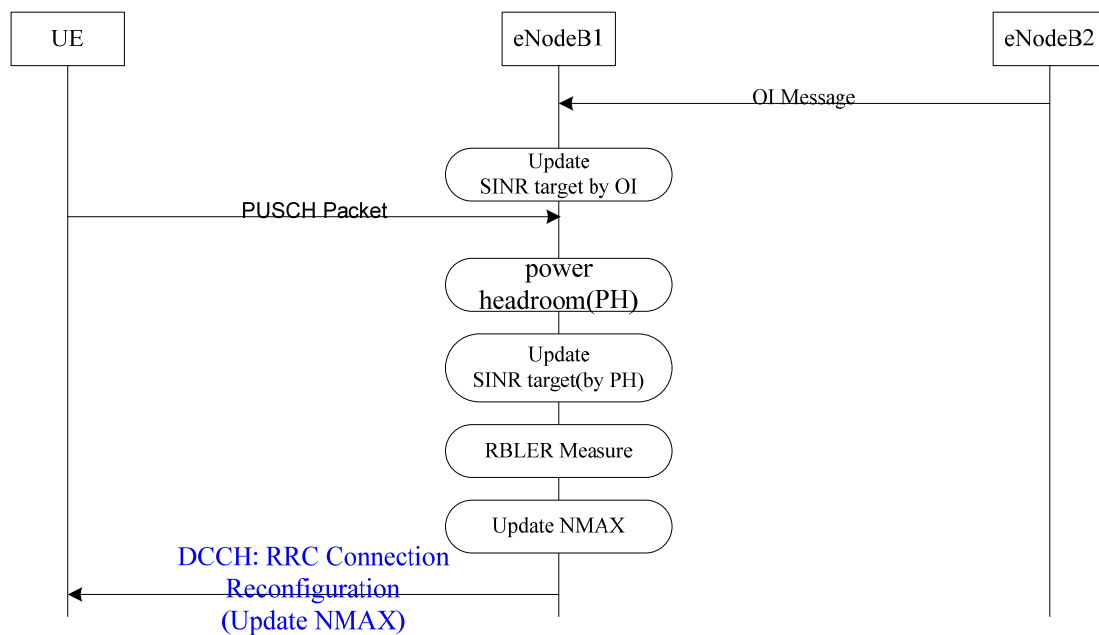 UE
eNodeB1
eNodeB2
OI Message
Update
SINR target by OI
PUSCH Packet
power
headroom(PH)
Update
SINR target(by PH)
RBLER Measure
Update NMAX
DCCH: RRC Connection
Reconfiguration
(Update NMAX)